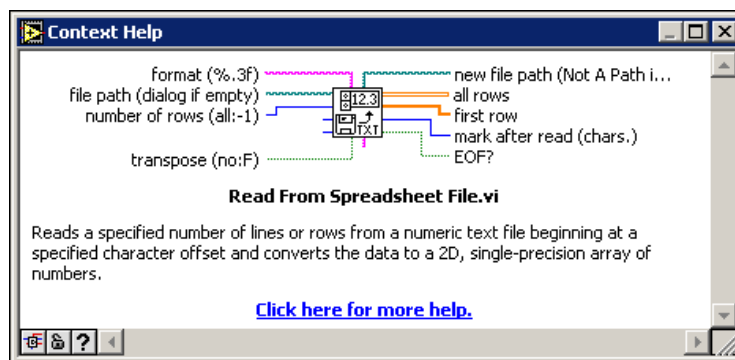 Context Help
format (%.3f)
new file path (Not A Path i...
file path (dialog if empty)
all rows
number of rows (all:-1)
first row
mark after read (chars.)
transpose (no:F)
EOF?
12.3
TXT
Read From Spreadsheet File.vi
Reads a specified number of lines or rows from a numeric text file beginning at a
specified character offset and converts the data to a 2D, single-precision array of
numbers.
Click here for more help.
?